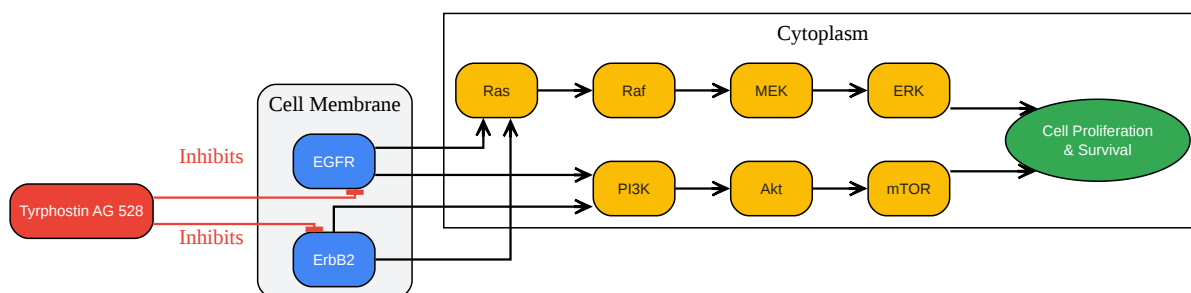 Cytoplasm
Ras
Raf
MEK
ERK
Cell Membrane
Cell Proliferation
& Survival
Inhibits
EGFR
PI3K
Akt
mTOR
Tyrphostin AG 528
Inhibits
ErbB2